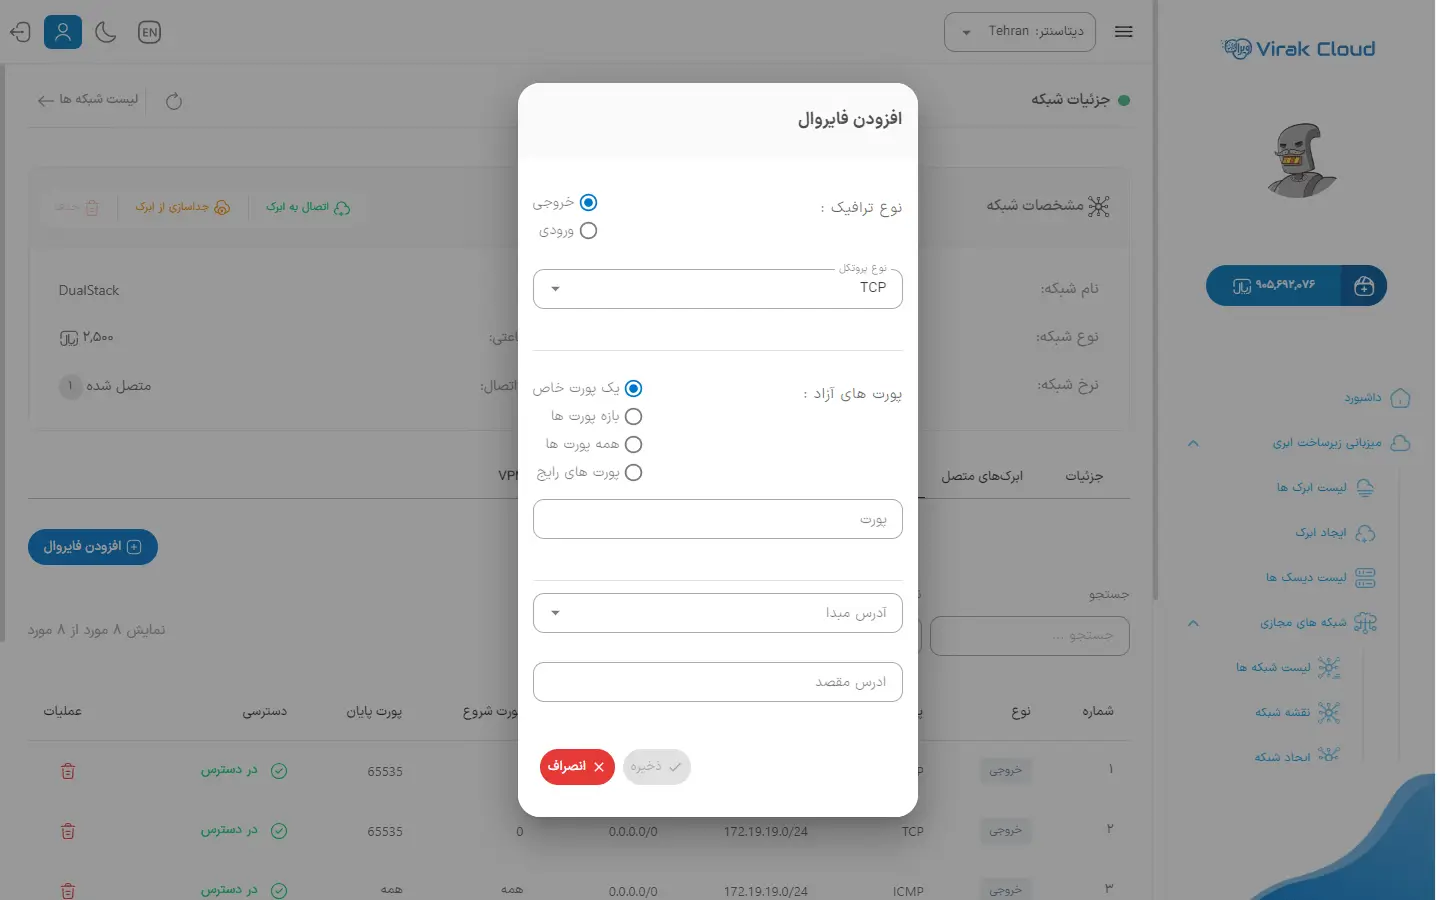 EN
دیتاسنتر: Tehran
Virak Cloud
جزئیات شبکه
لیست شبکه ها
افزودن فایروال
مشخصات شبکه
اتصال به ابرک
جداسازی از ابرک
حذف
نوع ترافیک :
خروجی
ورودی
نوع پروتکل
TCP
نام شبکه:
DualStack
نوع شبکه:
۲,۵۰۰
نرخ شبکه:
اتصال:
متصل شده ۱
۹۰۵,۶۹۲,۰۷۶
پورت های آزاد :
یک پورت خاص
بازه پورت ها
همه پورت ها
پورت های رایج
پورت
آدرس مبدا
ادرس مقصد
ذخیره
انصراف
جزئیات
ابرک‌های متصل
افزودن فایروال
جستجو
جستجو ...
نمایش ۸ مورد از ۸ مورد
شماره
نوع
پورت پایان
دسترسی
عملیات
۱
خروجی
65535
در دسترس
۲
خروجی
TCP
172.19.19.0/24
0.0.0.0/0
0
65535
در دسترس
۳
خروجی
ICMP
172.19.19.0/24
0.0.0.0/0
همه
همه
در دسترس
داشبورد
میزبانی زیرساخت ابری
لیست ابرک ها
ایجاد ابرک
لیست دیسک ها
شبکه های مجازی
لیست شبکه ها
نقشه شبکه
ایجاد شبکه